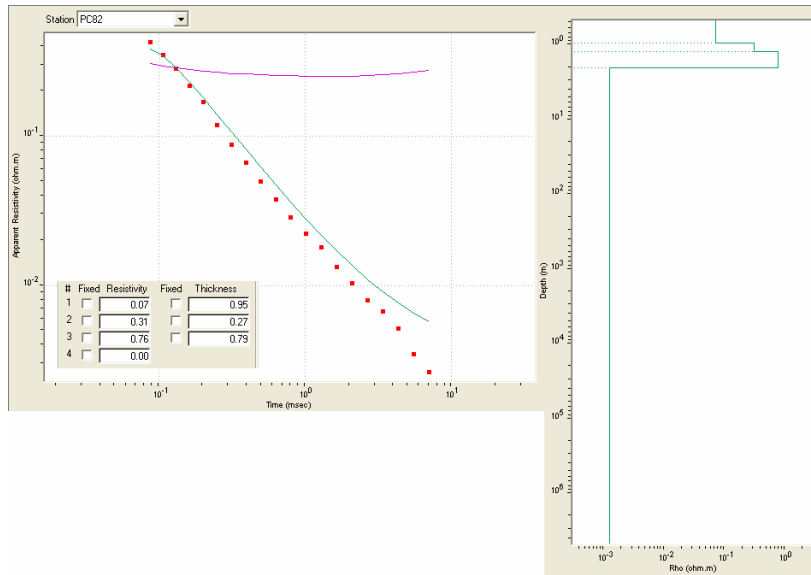 Station PC82
Apparent Resistivity (ohm.m)
10-1
10-2
# Fixed Resistivity Fixed Thickness
1 0.07 0.95
2 0.31 0.27
3 0.76 0.79
4 0.00
10-1 100 101
Time (msec)
Depth (m)
100
101
102
103
104
105
106
10-3 10-2 10-1 100
Rho (ohm.m)